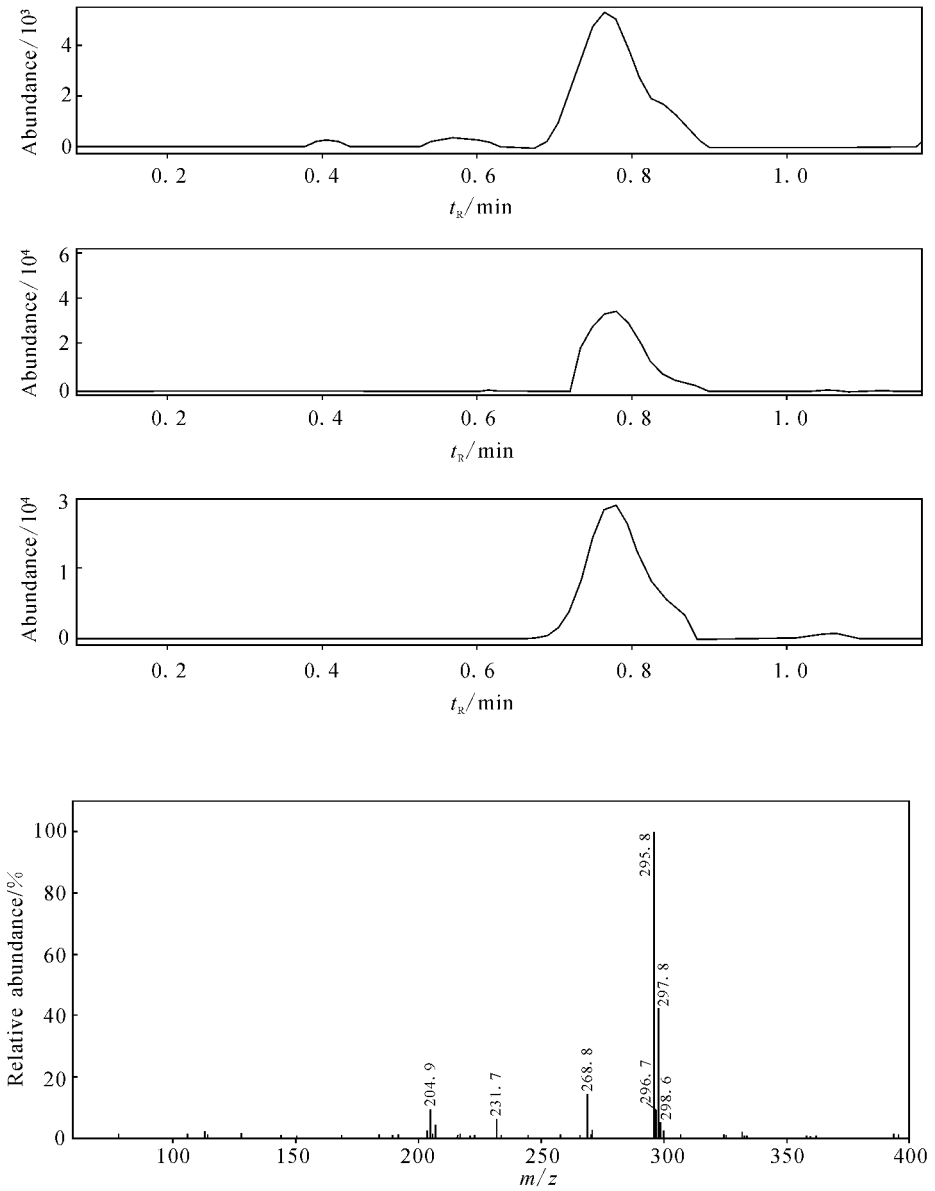 Abundance/10³
4
2
0
0. 2 0. 4 0. 6 0. 8 1. 0
tR/min
Abundance/10⁴
6
4
2
0
0. 2 0. 4 0. 6 0. 8 1. 0
tR/min
Abundance/10⁴
3
1
0
0. 2 0. 4 0. 6 0. 8 1. 0
tR/min
Relative abundance/%
100
80
60
40
20
0
204. 9
231. 7
268. 8
295. 8
296. 7
297. 8
298. 6
100 150 200 250 300 350 400
m/z